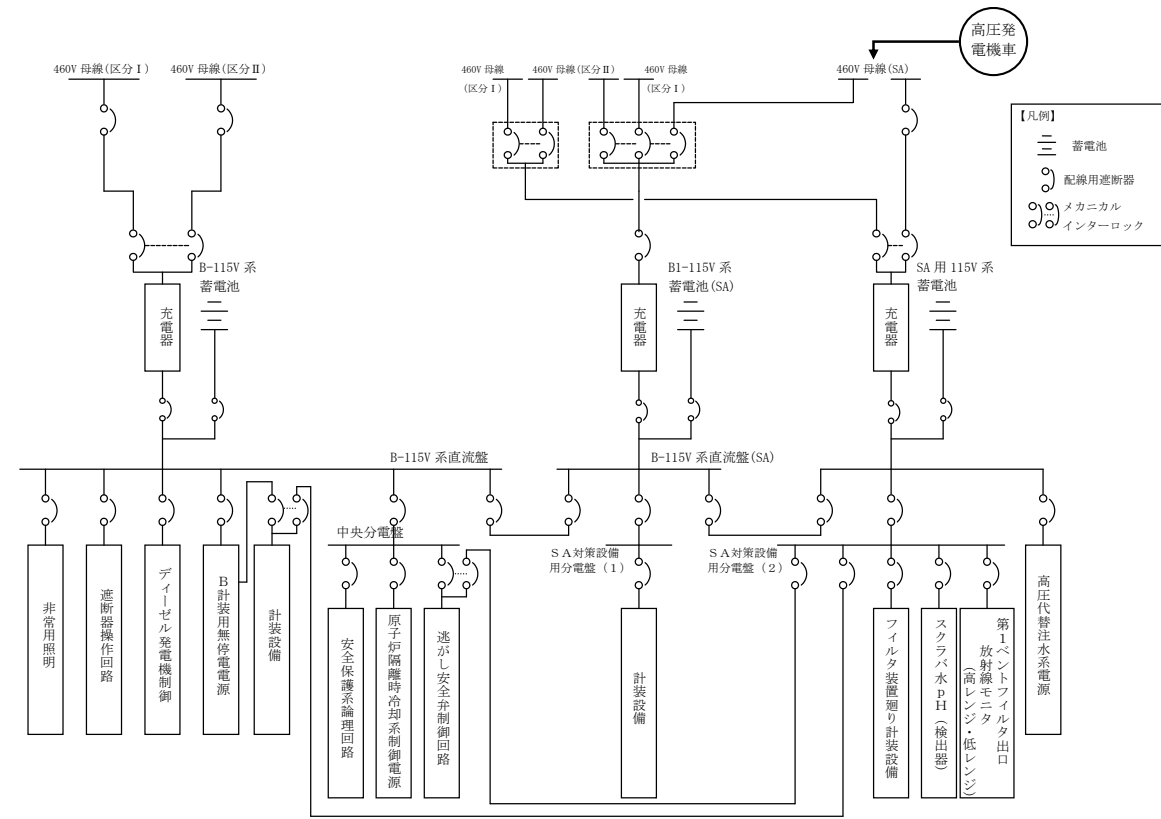 高圧発
電機車
460V 母線(区分Ⅰ)
460V 母線(区分Ⅱ)
460V 母線
(区分Ⅰ)
460V 母線(区分Ⅱ)
460V 母線
(区分Ⅰ)
460V 母線(SA)
【凡例】
蓄電池
配線用遮断器
メカニカル
インターロック
B-115V 系
蓄電池
B1-115V 系
蓄電池(SA)
SA 用 115V 系
蓄電池
充電器
充電器
充電器
B-115V 系直流盤
B-115V 系直流盤(SA)
中央分電盤
SA対策設備
用分電盤(1)
SA対策設備
用分電盤(2)
非常用照明
遮断器操作回路
ディーゼル発電機制御
B計装用無停電電源
計装設備
安全保護系論理回路
原子炉隔離時冷却系制御電源
逃がし安全弁制御回路
計装設備
フィルタ装置廻り計装設備
スクラバ水pH(検出器)
第1ベントフィルタ出口
放射線モニタ
(高レンジ・低レンジ)
高圧代替注水系電源